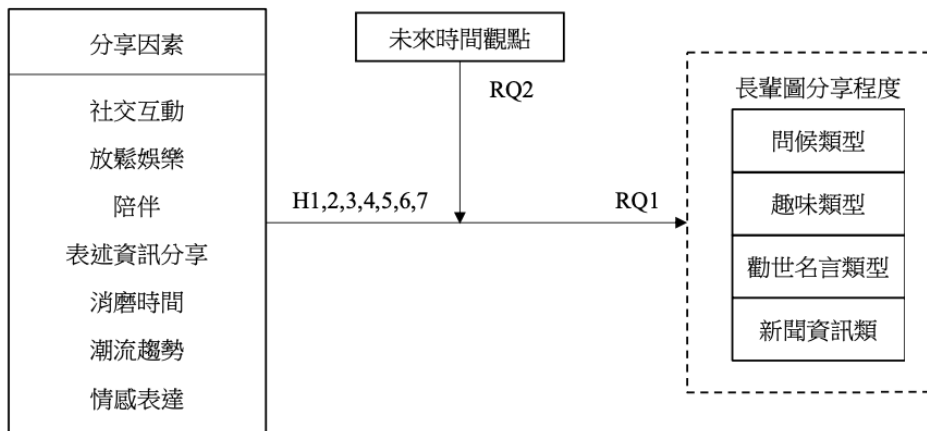 分享因素
社交互動
放鬆娛樂
陪伴
表述資訊分享
消磨時間
潮流趨勢
情感表達
未來時間觀點
RQ2
H1,2,3,4,5,6,7
RQ1
長輩圖分享程度
問候類型
趣味類型
勸世名言類型
新聞資訊類